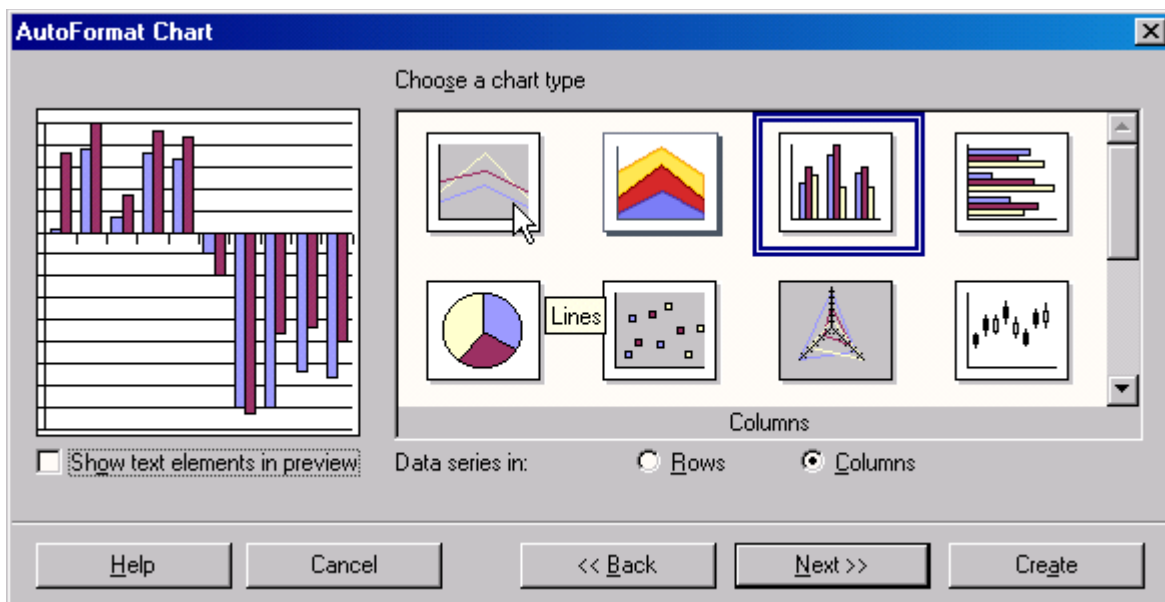 AutoFormat Chart
Choose a chart type
Lines
Columns
Show text elements in preview
Data series in:
Rows
Columns
Help
Cancel
<< Back
Next >>
Create